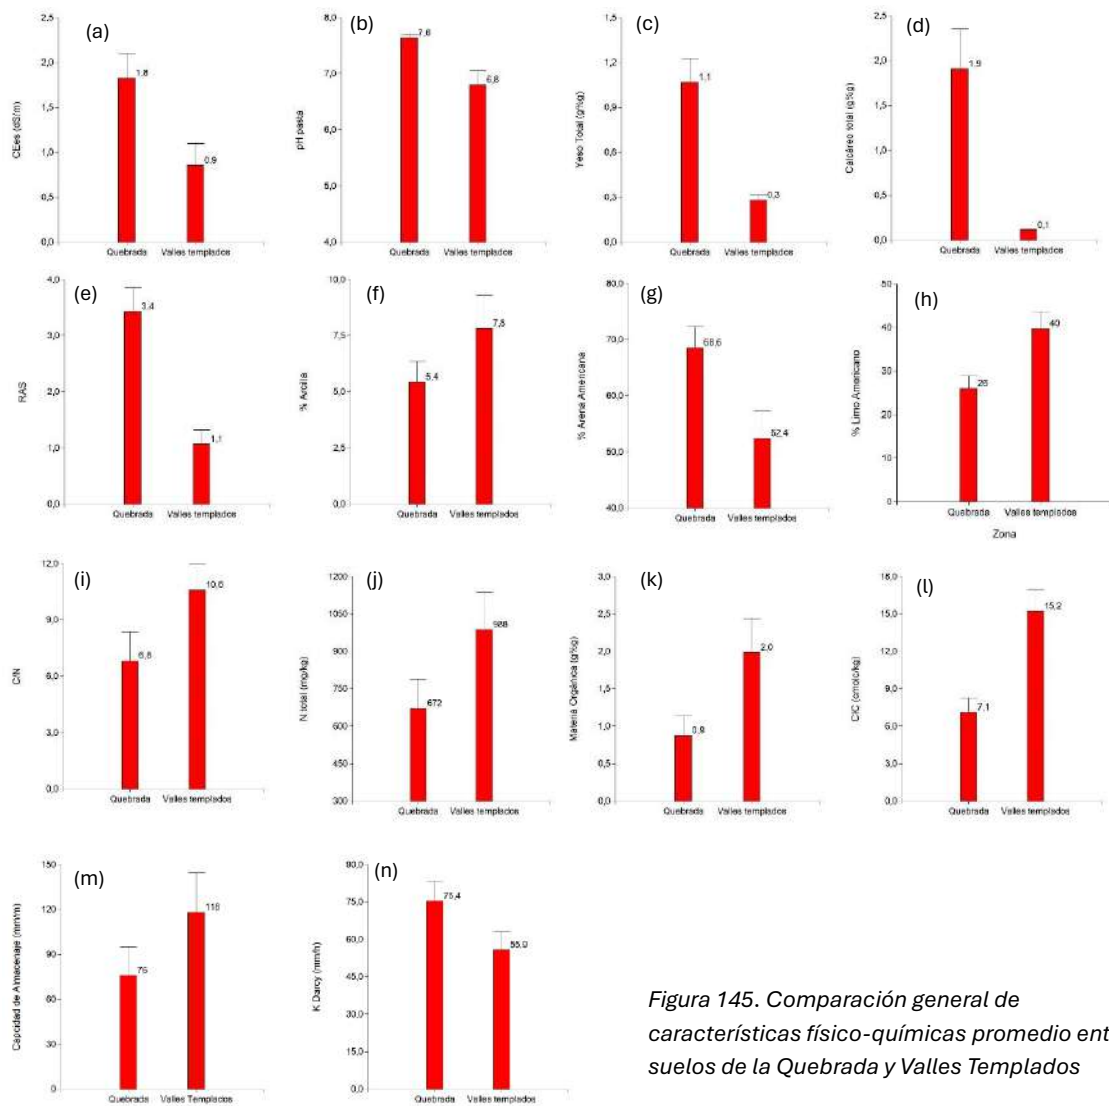 (a)
CEes (dS/m)
2,5
2,0
1,5
1,0
0,5
0,0
1,8
0,9
Quebrada Valles templados
(b)
pH pasta
8,0
7,0
6,0
5,0
4,0
7,6
6,8
Quebrada Valles templados
(c)
Yeso Total (g%g)
1,5
1,2
0,9
0,6
0,3
0,0
1,1
0,3
Quebrada Valles templados
(d)
Calcáreo total (g%g)
2,5
2,0
1,5
1,0
0,5
0,0
1,9
0,1
Quebrada Valles templados
(e)
RAS
4,0
3,0
2,0
1,0
0,0
3,4
1,1
Quebrada Valles templados
(f)
% Arcilla
10,0
7,5
5,0
2,5
0,0
5,4
7,8
Quebrada Valles templados
(g)
% Arena Americana
80,0
70,0
60,0
50,0
40,0
68,6
52,4
Quebrada Valles templados
(h)
% Limo Americano
50
40
30
20
10
0
26
40
Quebrada Valles templados
Zona
(i)
C/N
12,0
9,0
6,0
3,0
0,0
6,8
10,6
Quebrada Valles templados
(j)
N total (mg/kg)
1200
1050
900
750
600
450
300
672
988
Quebrada Valles templados
(k)
Materia Orgánica (g%g)
3,0
2,5
2,0
1,5
1,0
0,5
0,0
0,9
2,0
Quebrada Valles templados
(l)
CIC (cmolc/kg)
18,0
15,0
12,0
9,0
6,0
3,0
0,0
7,1
15,2
Quebrada Valles templados
(m)
Capcidad de Almacenaje (mm/m)
150
120
90
60
30
0
76
118
Quebrada Valles Templados
(n)
K Darcy (mm/h)
90,0
75,0
60,0
45,0
30,0
15,0
0,0
75,4
Quebrada Valles templados
Figura 145. Comparación general de
características físico-químicas promedio ent
suelos de la Quebrada y Valles Templados